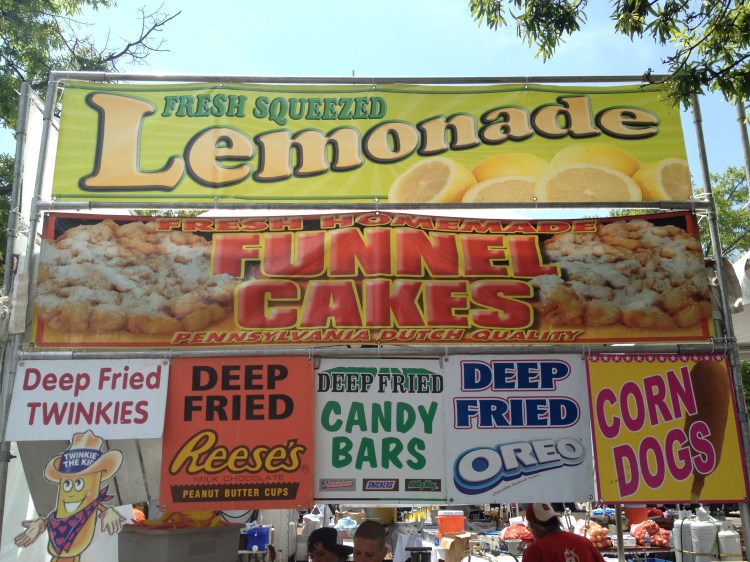 FRESH SQUEEZED
Lemonade
FRESH HOMEMADE
FUNNEL
CAKES
PENNSYLVANIA DUTCH QUALITY
Deep Fried
TWINKIES
TWINKIE
THE KID
DEEP
FRIED
Reese's
MILK CHOCOLATE
PEANUT BUTTER CUPS
DEEP FRIED
CANDY
BARS
SNICKERS
DEEP
FRIED
OREO
CORN
DOGS